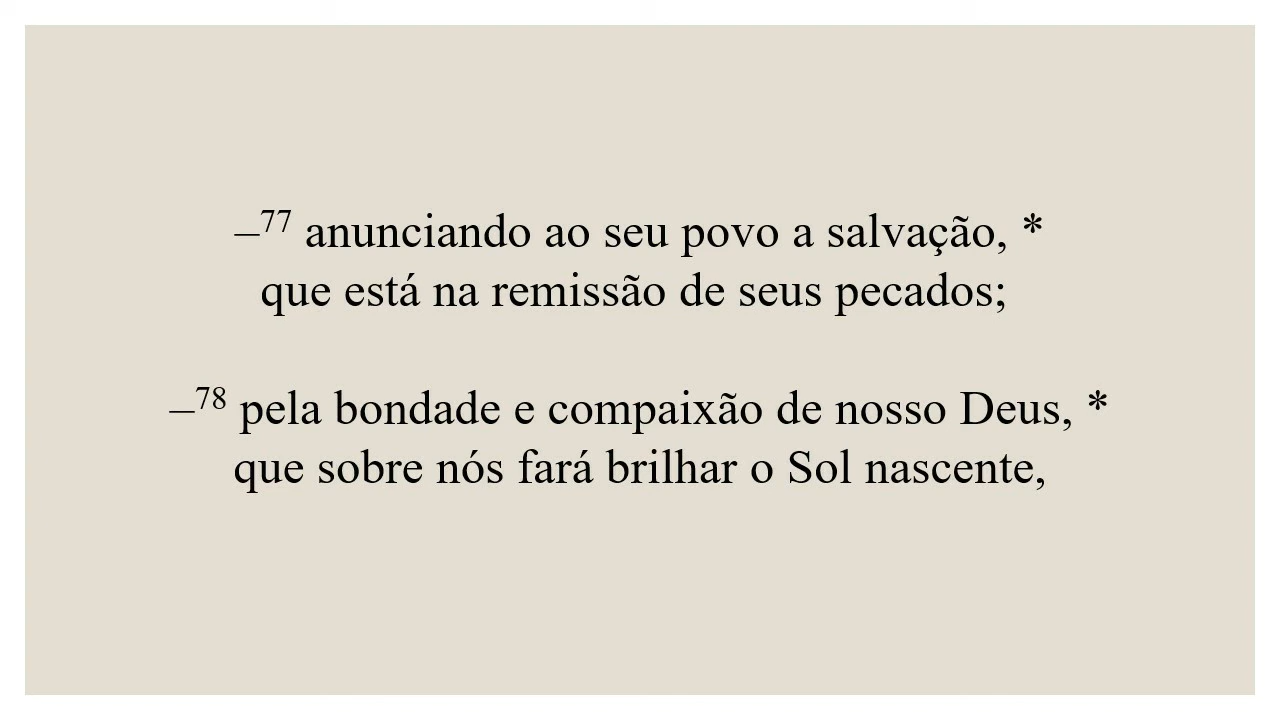 –77 anunciando ao seu povo a salvação, *
que está na remissão de seus pecados;
–78 pela bondade e compaixão de nosso Deus, *
que sobre nós fará brilhar o Sol nascente,